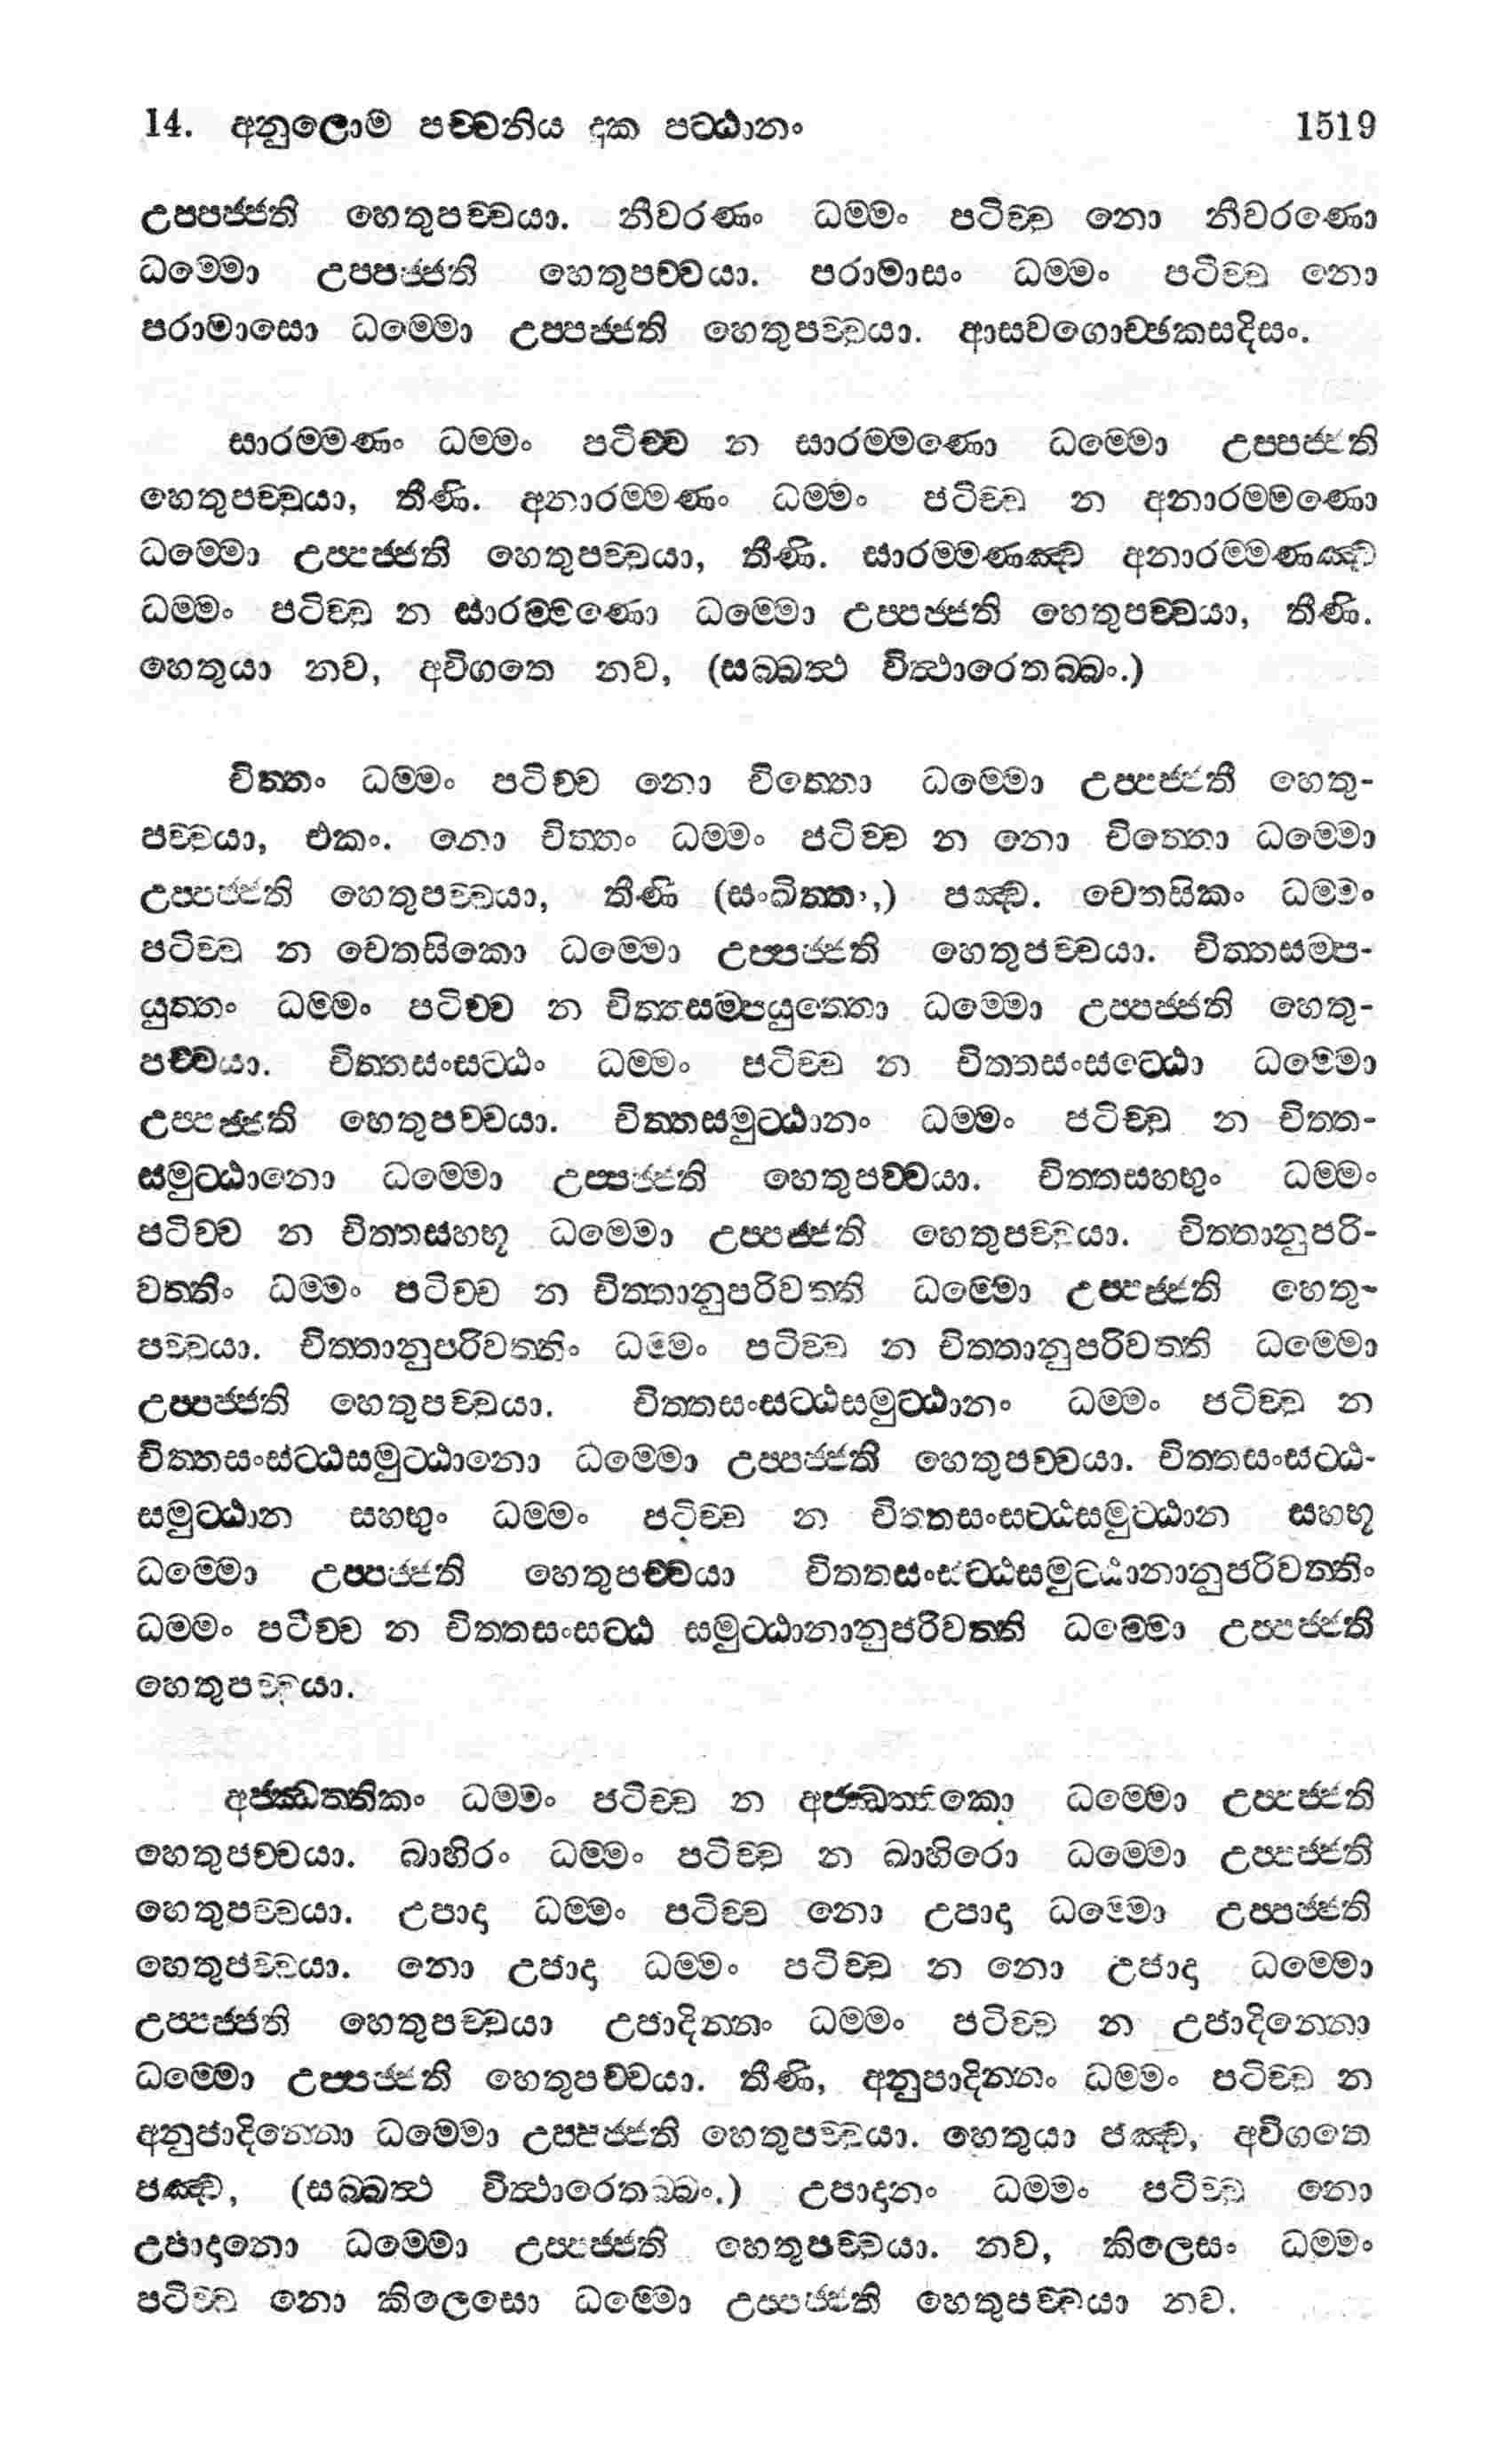 14. අනුලොම පච්චනිය දුක පට්ඨානං 1519
උප්පජ්ජති හෙතුපච්චයා. නීවරණං ධම්මං පටිච්ච නො නීවරණො
ධම්මො උප්පජ්ජති හෙතුපච්චයා. පරාමාසං ධම්මං පටිච්ච නො
පරාමාසො ධම්මො උප්පජ්ජති හෙතුපච්චයා. ආසවගොච්ඡකසදිසං.
සාරම්මණං ධම්මං පටිච්ච න සාරම්මණො ධම්මො උප්පජ්ජති
හෙතුපච්චයා, තීණි. අනාරම්මණං ධම්මං පටිච්ච න අනාරම්මණො
ධම්මො උප්පජ්ජති හෙතුපච්චයා, තීණි. සාරම්මණඤ්ච අනාරම්මණඤ්ච
ධම්මං පටිච්ච න සාරම්මණො ධම්මො උප්පජ්ජති හෙතුපච්චයා, තීණි.
හෙතුයා නව, අවිගතෙ නව, (සබ්බත්ථ විත්ථාරෙතබ්බං.)
චිත්තං ධම්මං පටිච්ච නො චිත්තො ධම්මො උප්පජ්ජතී හෙතු-
පච්චයා, එකං. නො චිත්තං ධම්මං පටිච්ච න නො චිත්තො ධම්මො
උප්පජ්ජති හෙතුපච්චයා, තීණි (සංඛිත්තං,) පඤ්ච. චෙතසිකං ධම්මං
පටිච්ච න චෙතසිකො ධම්මො උප්පජ්ජති හෙතුපච්චයා. චිත්තසම්ප-
යුත්තං ධම්මං පටිච්ච න චිත්තසම්පයුත්තො ධම්මො උප්පජ්ජති හෙතු-
පච්චයා. චිත්තසංසට්ඨං ධම්මං පටිච්ච න චිත්තසංසට්ඨො ධම්මො
උප්පජ්ජති හෙතුපච්චයා. චිත්තසමුට්ඨානං ධම්මං පටිච්ච න චිත්ත-
සමුට්ඨානො ධම්මො උප්පජ්ජති හෙතුපච්චයා. චිත්තසහභුං ධම්මං
පටිච්ච න චිත්තසහභූ ධම්මො උප්පජ්ජති හෙතුපච්චයා. චිත්තානුපරි-
වත්තිං ධම්මං පටිච්ච න චිත්තානුපරිවත්ති ධම්මො උප්පජ්ජති හෙතු-
පච්චයා. චිත්තානුපරිවත්තිං ධම්මං පටිච්ච න චිත්තානුපරිවත්ති ධම්මො
උප්පජ්ජති හෙතුපච්චයා. චිත්තසංසට්ඨසමුට්ඨානං ධම්මං පටිච්ච න
චිත්තසංසට්ඨසමුට්ඨානො ධම්මො උප්පජ්ජති හෙතුපච්චයා. චිත්තසංසට්ඨ-
සමුට්ඨාන සහභුං ධම්මං පටිච්ච න චිත්තසංසට්ඨසමුට්ඨාන සහභූ
ධම්මො උප්පජ්ජති හෙතුපච්චයා චිත්තසංසට්ඨසමුට්ඨානානුපරිවත්තිං
ධම්මං පටිච්ච න චිත්තසංසට්ඨ සමුට්ඨානානුපරිවත්ති ධම්මො උප්පජ්ජති
හෙතුපච්චයා.
අජ්ඣත්තිකං ධම්මං පටිච්ච න අජ්ඣත්තිකො ධම්මො උප්පජ්ජති
හෙතුපච්චයා. බාහිරං ධම්මං පටිච්ච න බාහිරො ධම්මො උප්පජ්ජති
හෙතුපච්චයා. උපාදා ධම්මං පටිච්ච නො උපාදා ධම්මො උප්පජ්ජති
හෙතුපච්චයා. නො උපාදා ධම්මං පටිච්ච න නො උපාදා ධම්මො
උප්පජ්ජති හෙතුපච්චයා උපාදින්නං ධම්මං පටිච්ච න උපාදින්නො
ධම්මො උප්පජ්ජති හෙතුපච්චයා. තීණි, අනුපාදින්නං ධම්මං පටිච්ච න
අනුපාදින්නො ධම්මො උප්පජ්ජති හෙතුපච්චයා. හෙතුයා පඤ්ච, අවිගතෙ
පඤ්ච, (සබ්බත්ථ විත්ථාරෙතබ්බං.) උපාදානං ධම්මං පටිච්ච නො
උපාදානො ධම්මො උප්පජ්ජති හෙතුපච්චයා. නව, කිලෙසං ධම්මං
පටිච්ච නො කිලෙසො ධම්මො උප්පජ්ජති හෙතුපච්චයා නව.